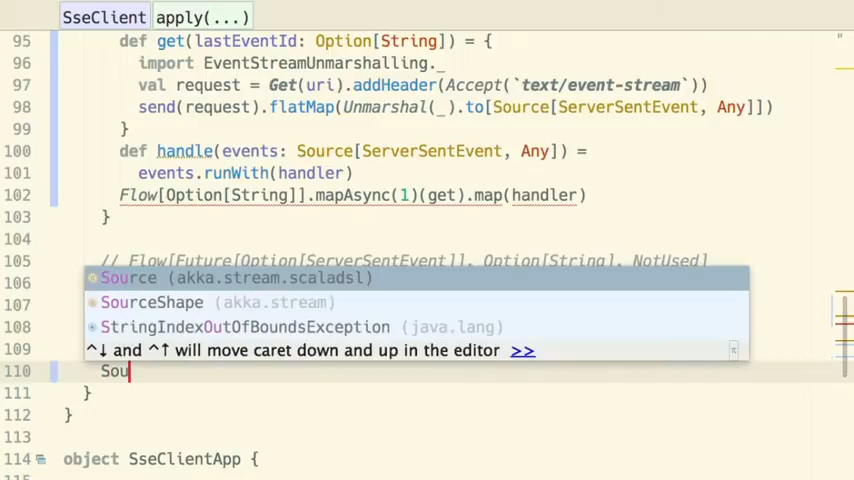 SseClient apply(...)
95 def get(lastEventId: Option[String]) = {
96 import EventStreamUnmarshalling._
97 val request = Get(uri).addHeader(Accept(`text/event-stream`))
98 send(request).flatMap(Unmarshal(_).to[Source[ServerSentEvent, Any]])
99 }
100 def handle(events: Source[ServerSentEvent, Any]) =
101 events.runWith(handler)
102 Flow[Option[String]].mapAsync(1)(get).map(handler)
103 }
104
105 // Flow[Future[Option[ServerSentEvent]], Option[String], NotUsed]
106 Source (akka.stream.scaladsl)
107 SourceShape (akka.stream)
108 StringIndexOutOfBoundsException (java.lang)
109 ^↓ and ^↑ will move caret down and up in the editor >> π
110 Sou
111 }
112 }
113
114 object SseClientApp {
115